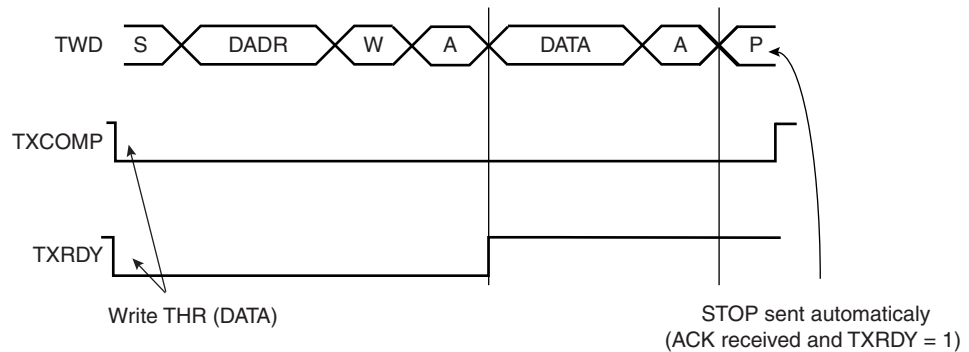 TWD S DADR W A DATA A P
TXCOMP
TXRDY
Write THR (DATA)
STOP sent automaticaly
(ACK received and TXRDY = 1)